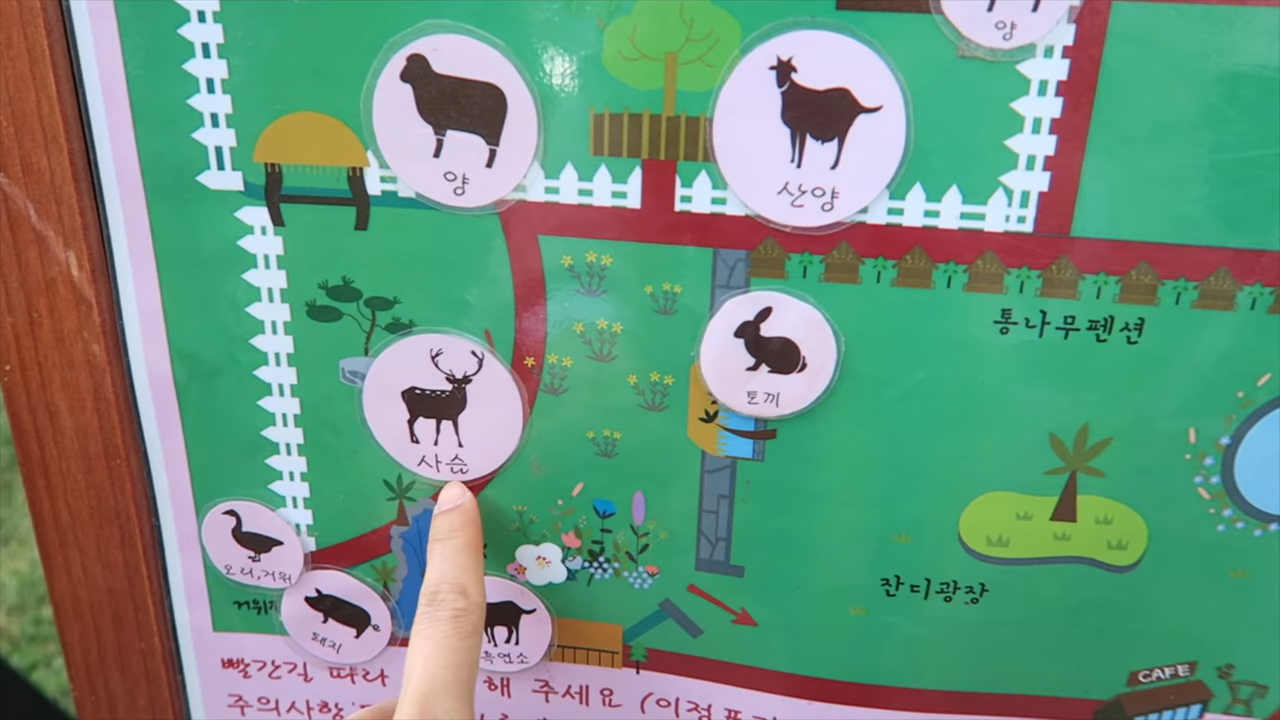 양
양
산양
통나무펜션
토끼
사슴
오리,거위
잔디광장
돼지
흑염소
CAFE
빨간길 따라 해 주세요
주의사항